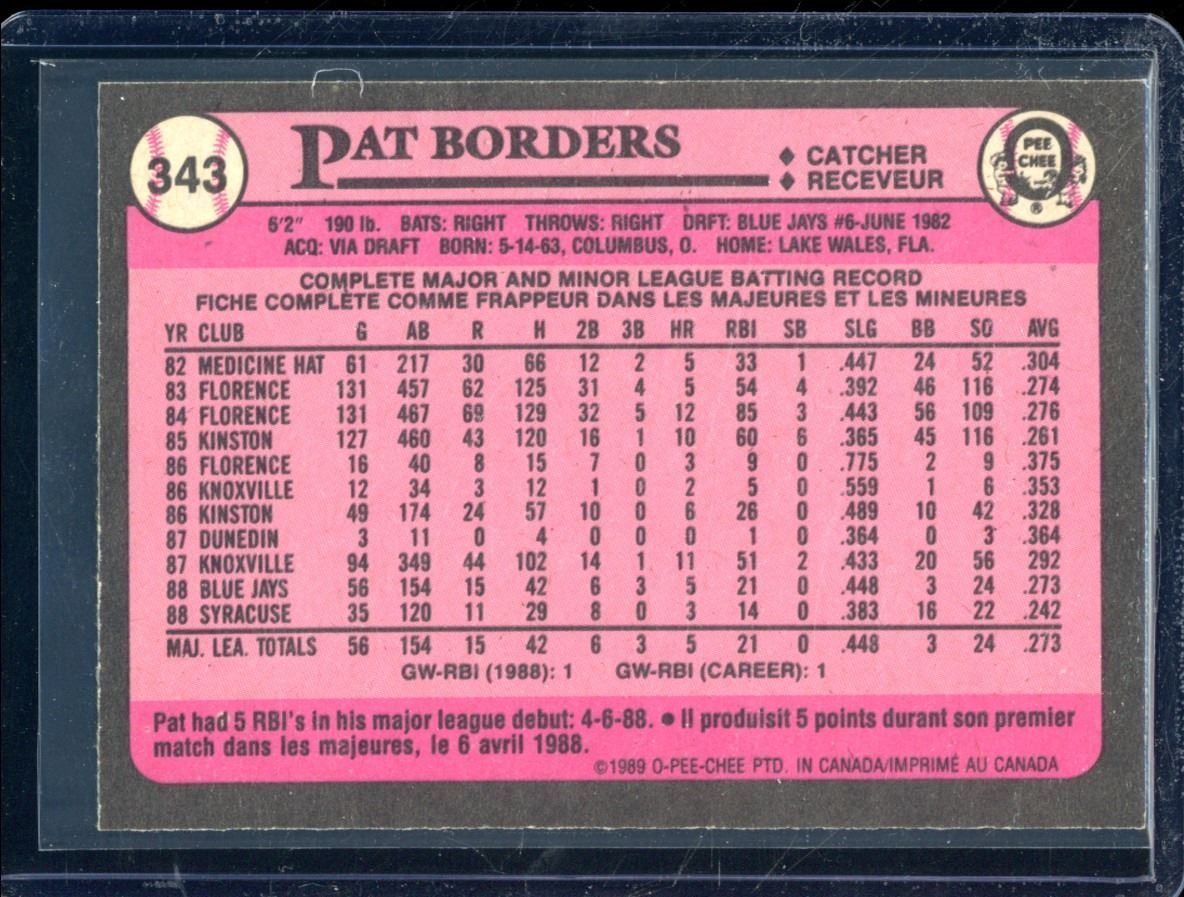 343
PAT BORDERS
♦ CATCHER
♦ RECEVEUR
O
PEE
CHEE
®
6'2" 190 lb. BATS: RIGHT THROWS: RIGHT DRFT: BLUE JAYS #6-JUNE 1982
ACQ: VIA DRAFT BORN: 5-14-63, COLUMBUS, O. HOME: LAKE WALES, FLA.
COMPLETE MAJOR AND MINOR LEAGUE BATTING RECORD
FICHE COMPLÈTE COMME FRAPPEUR DANS LES MAJEURES ET LES MINEURES
YR CLUB G AB R H 2B 3B HR RBI SB SLG BB SO AVG
82 MEDICINE HAT 61 217 30 66 12 2 5 33 1 .447 24 52 .304
83 FLORENCE 131 457 62 125 31 4 5 54 4 .392 46 116 .274
84 FLORENCE 131 467 69 129 32 5 12 85 3 .443 56 109 .276
85 KINSTON 127 460 43 120 16 1 10 60 6 .365 45 116 .261
86 FLORENCE 16 40 8 15 7 0 3 9 0 .775 2 9 .375
86 KNOXVILLE 12 34 3 12 1 0 2 5 0 .559 1 6 .353
86 KINSTON 49 174 24 57 10 0 6 26 0 .489 10 42 .328
87 DUNEDIN 3 11 0 4 0 0 0 1 0 .364 0 3 .364
87 KNOXVILLE 94 349 44 102 14 1 11 51 2 .433 20 56 .292
88 BLUE JAYS 56 154 15 42 6 3 5 21 0 .448 3 24 .273
88 SYRACUSE 35 120 11 29 8 0 3 14 0 .383 16 22 .242
MAJ. LEA. TOTALS 56 154 15 42 6 3 5 21 0 .448 3 24 .273
GW-RBI (1988): 1 GW-RBI (CAREER): 1
Pat had 5 RBI's in his major league debut: 4-6-88. ● Il produisit 5 points durant son premier
match dans les majeures, le 6 avril 1988.
©1989 O-PEE-CHEE PTD. IN CANADA/IMPRIMÉ AU CANADA